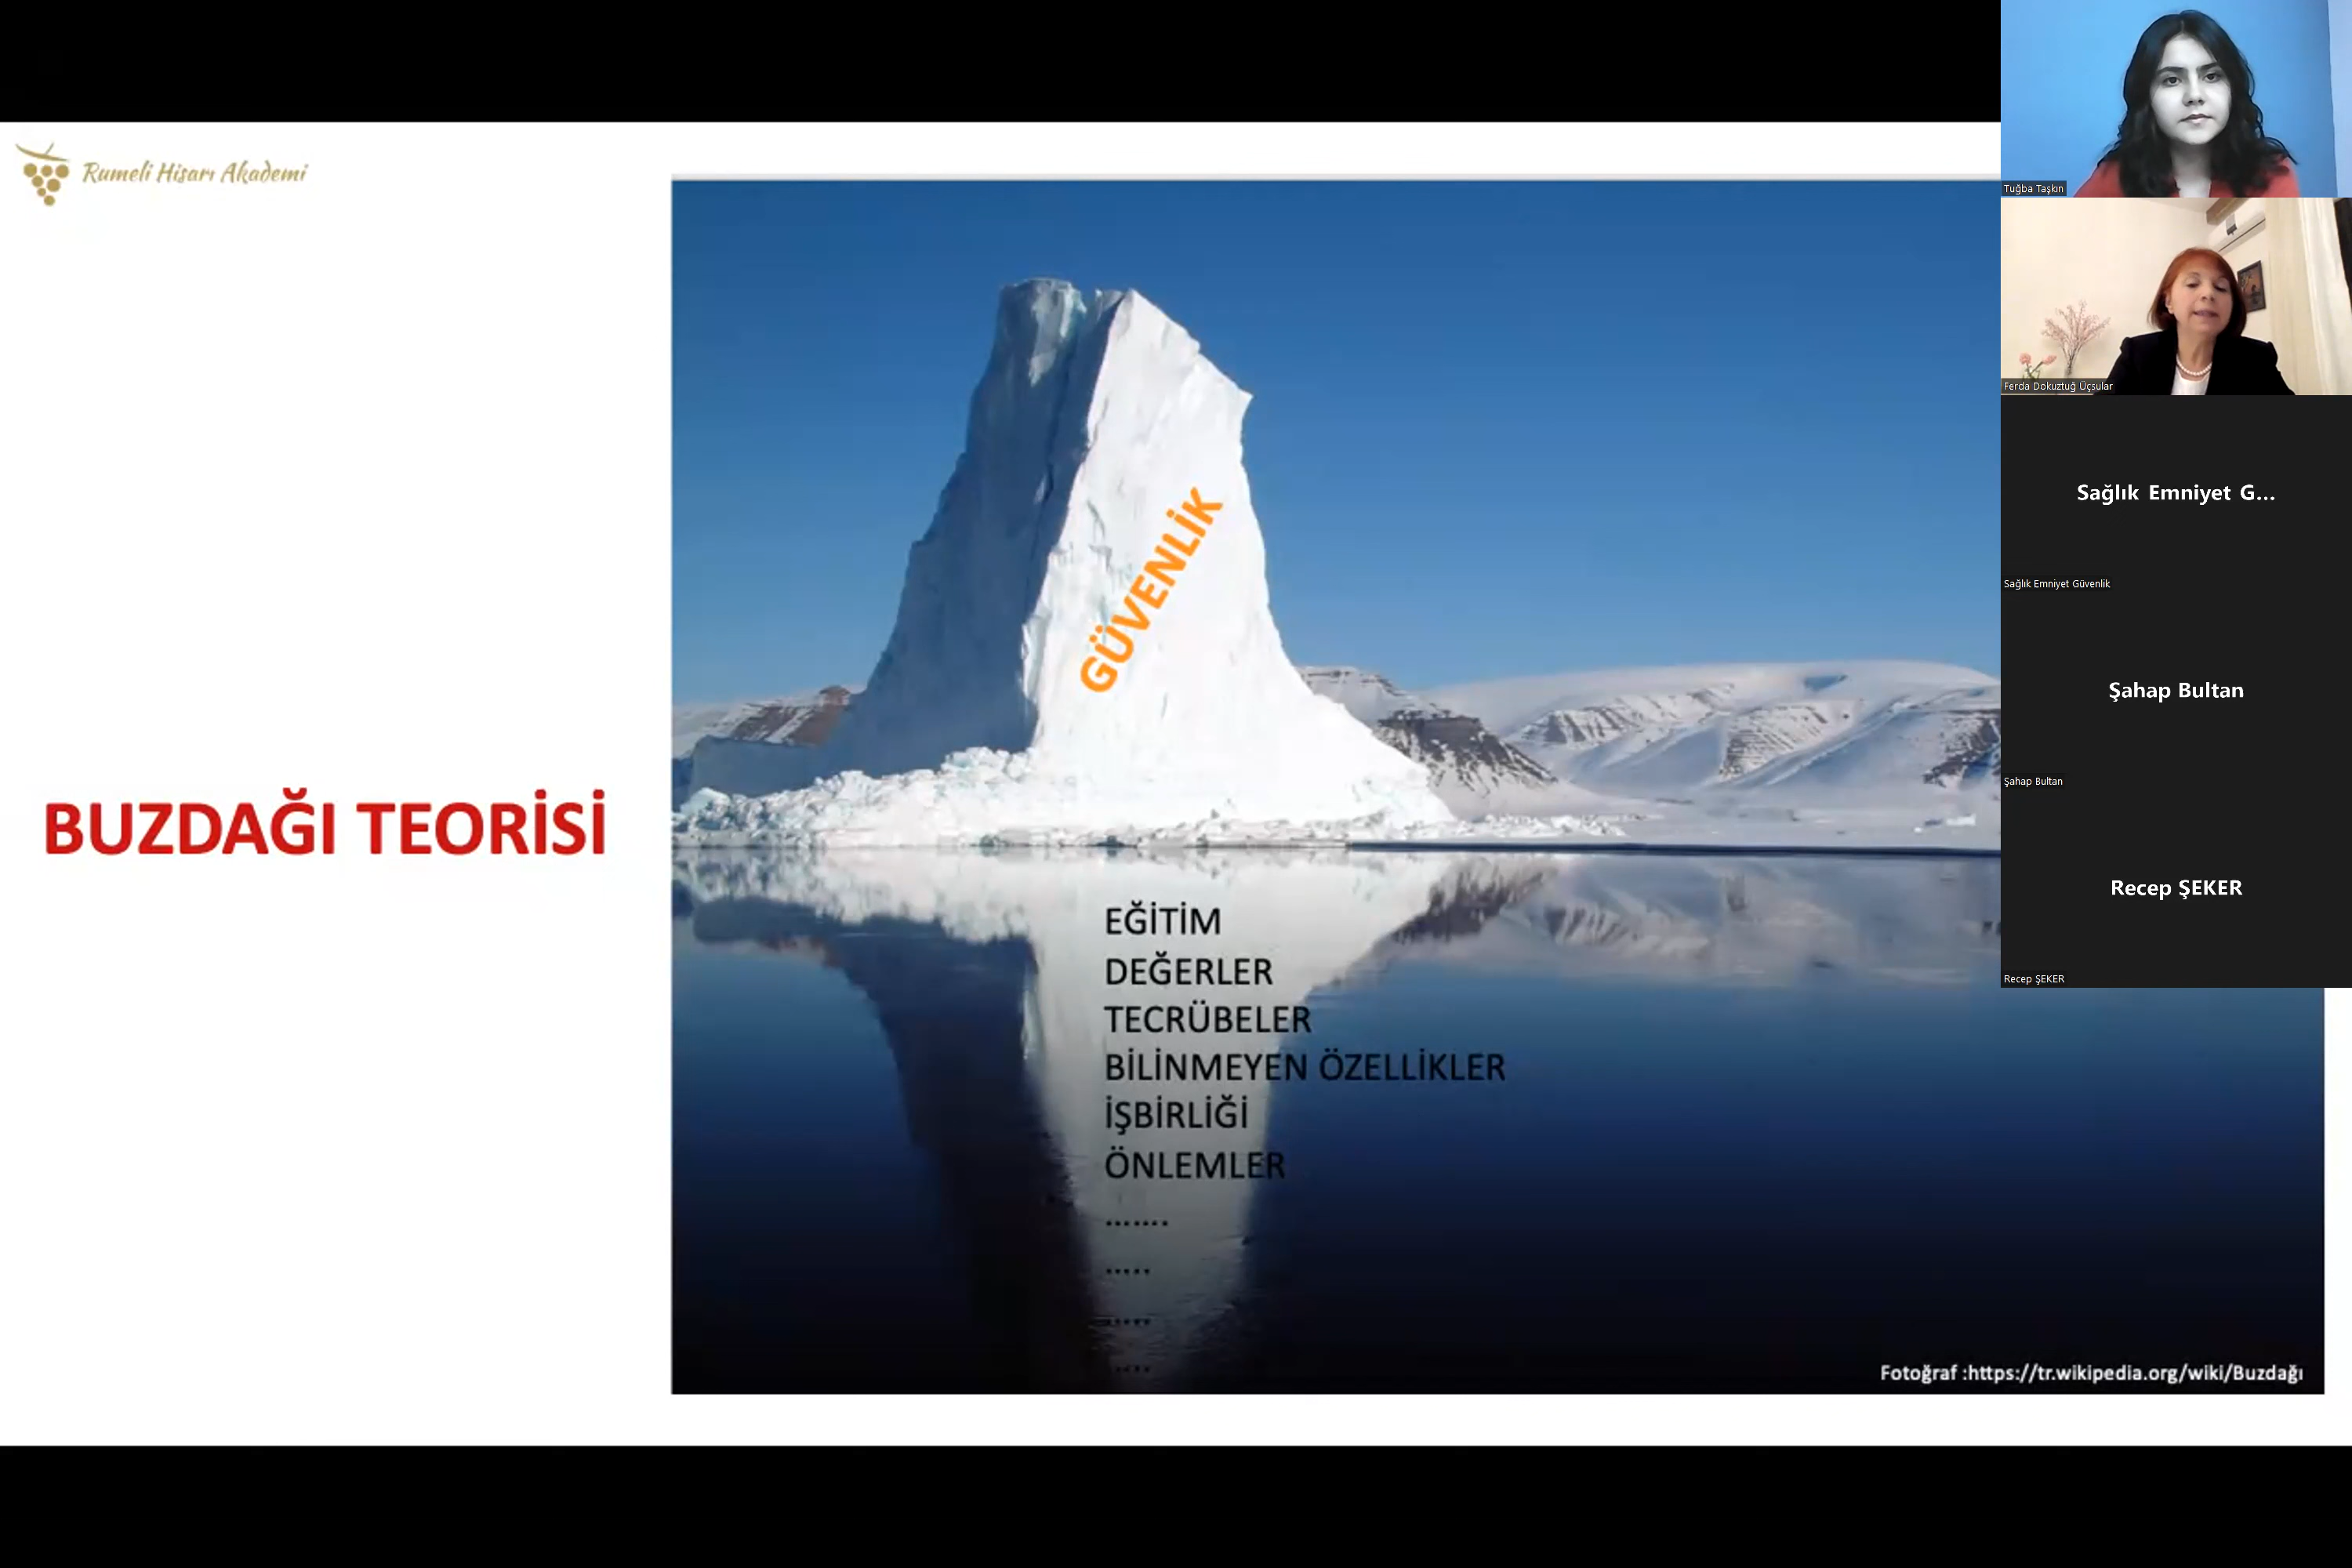 Rumeli Hisarı Akademi
BUZDAĞI TEORİSİ
GÜVENLİK
EĞİTİM
DEĞERLER
TECRÜBELER
BİLİNMEYEN ÖZELLİKLER
İŞBİRLİĞİ
ÖNLEMLER
.......
.....
.....
.....
Fotoğraf :https://tr.wikipedia.org/wiki/Buzdağı
Tuğba Taşkın
Ferda Dokuztuğ Üçsular
Sağlık Emniyet G...
Sağlık Emniyet Güvenlik
Şahap Bultan
Şahap Bultan
Recep ŞEKER
Recep ŞEKER